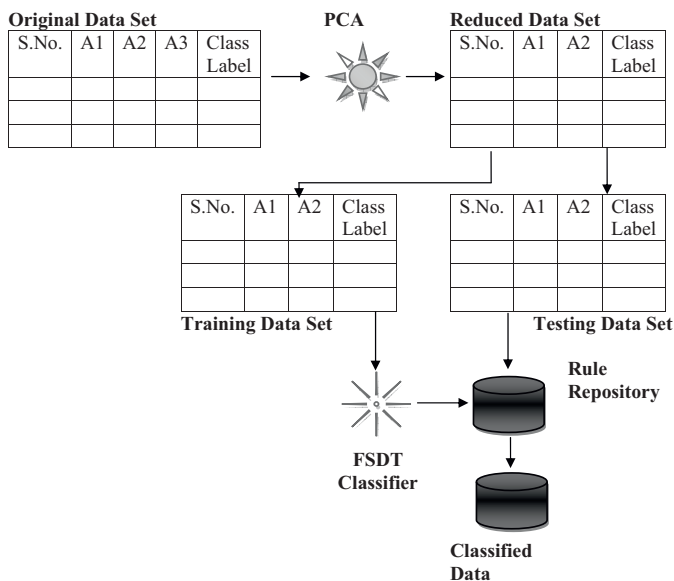 Original Data Set
PCA
Reduced Data Set
S.No. A1 A2 A3 Class
Label
S.No. A1 A2 Class
Label
S.No. A1 A2 Class
Label
S.No. A1 A2 Class
Label
Training Data Set
Testing Data Set
Rule
Repository
FSDT
Classifier
Classified
Data